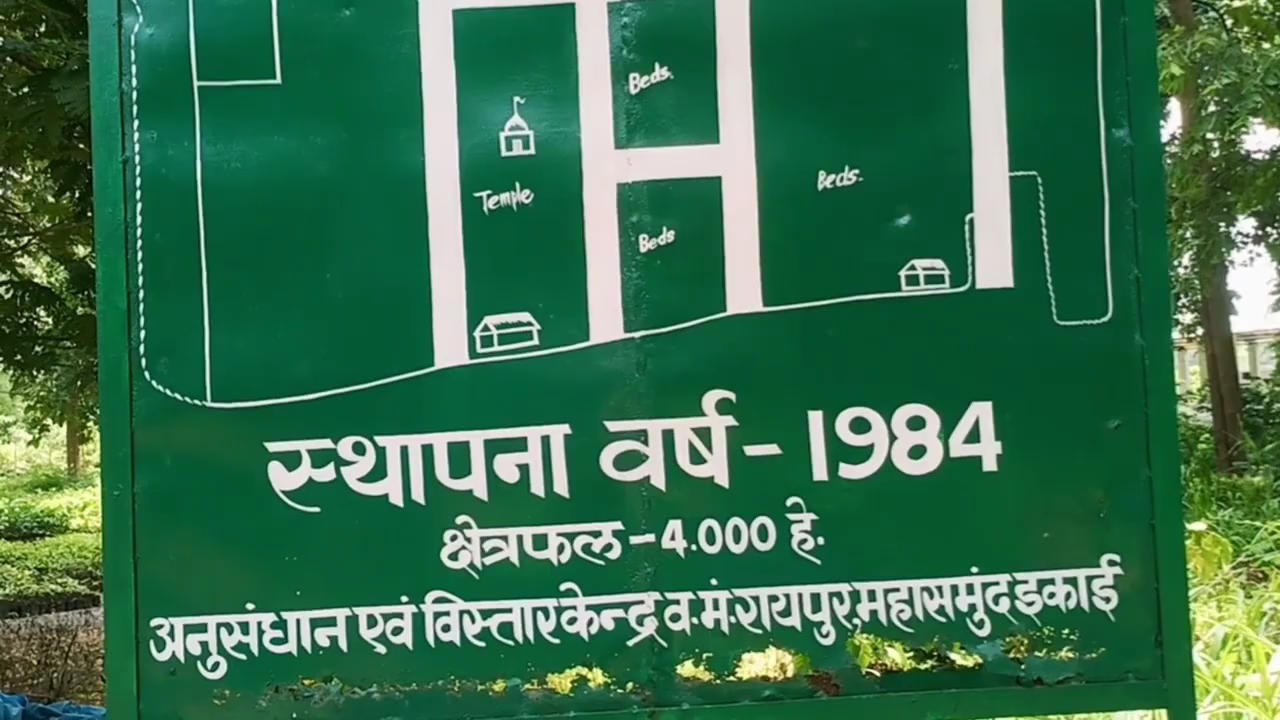 Beds.
Temple
Beds.
Beds
स्थापना वर्ष - 1984
क्षेत्रफल - 4.000 हे.
अनुसंधान एवं विस्तार केन्द्र व.मं. रायपुर, महासमुंद इकाई